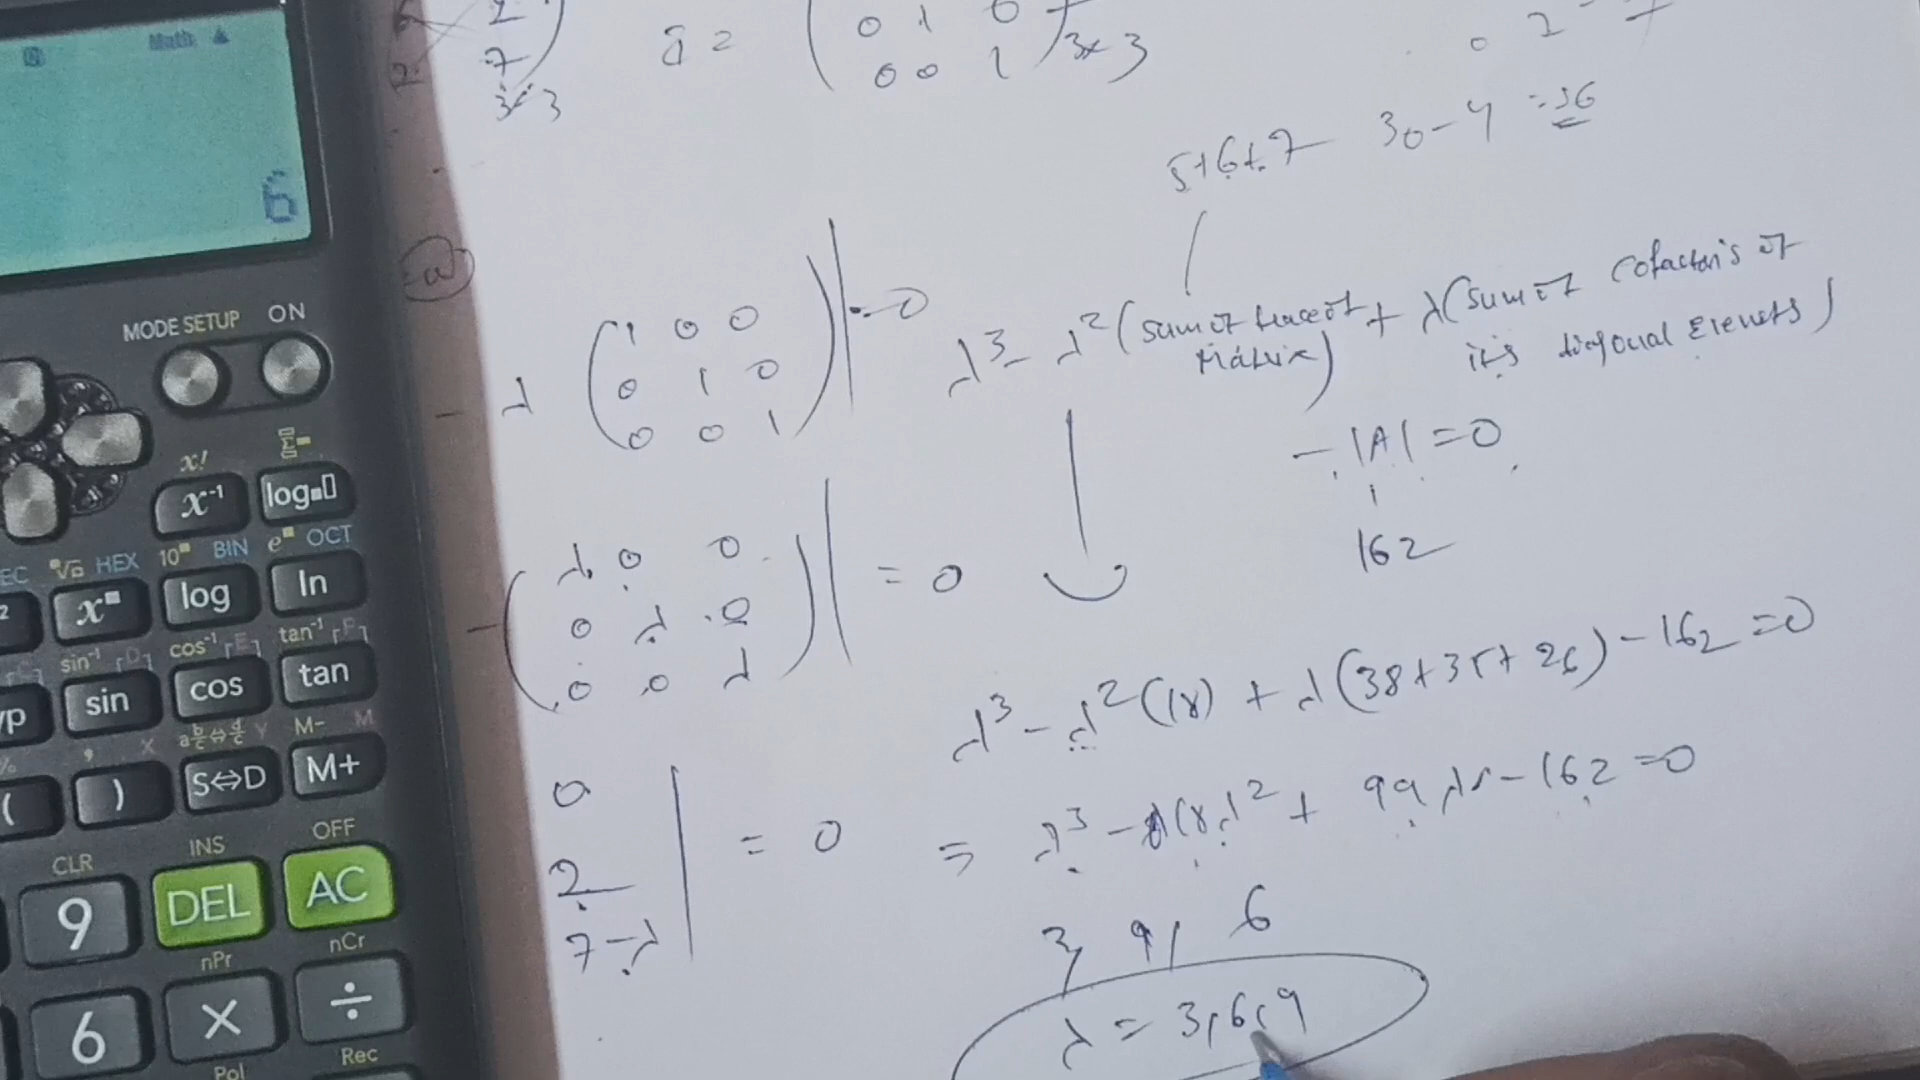 Math ▲
6
MODE SETUP ON
x! Σ=
x⁻¹ log■▯
³√▯ HEX 10■ BIN e■ OCT
x■ log ln
sin⁻¹ D cos⁻¹ E tan⁻¹ F
sin cos tan
, X a b/c⇔d/c Y M- M
( ) S⇔D M+
CLR INS OFF
9 DEL AC
nPr nCr
6 × ÷
Pol Rec
2
7
3×3
0 1 0
0 0 1
3×3
0 2 7
5+6+7 30-4 =26
(a)
- λ (1 0 0
0 1 0
0 0 1)| = 0
λ³ - λ² (sum of trace of matrix) + λ (sum of cofactors of its diagonal Elements)
- |A| = 0
162
- (λ 0 0
0 λ 0
0 0 λ)| = 0
λ³ - λ²(18) + λ(38+35+26) - 162 = 0
0
2
7-λ | = 0
= λ³ - 18λ² + 99λ - 162 = 0
3, 9, 6
λ = 3, 6, 9